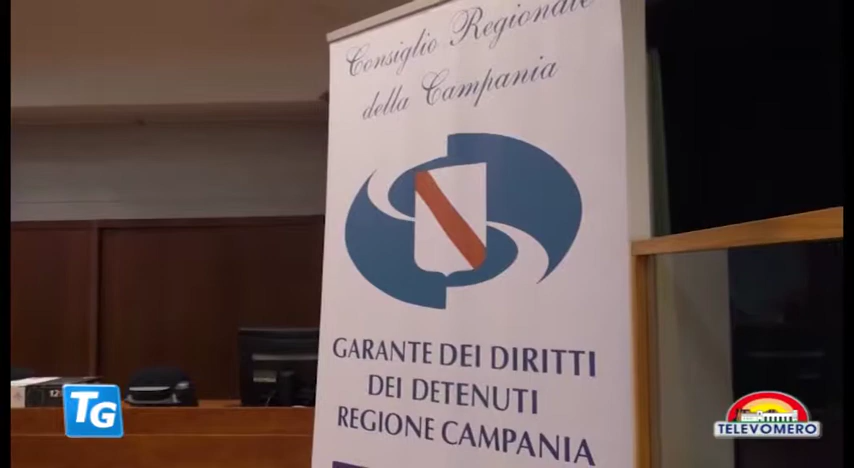 Consiglio Regionale
della Campania
GARANTE DEI DIRITTI
DEI DETENUTI
REGIONE CAMPANIA
TG
TELEVOMERO